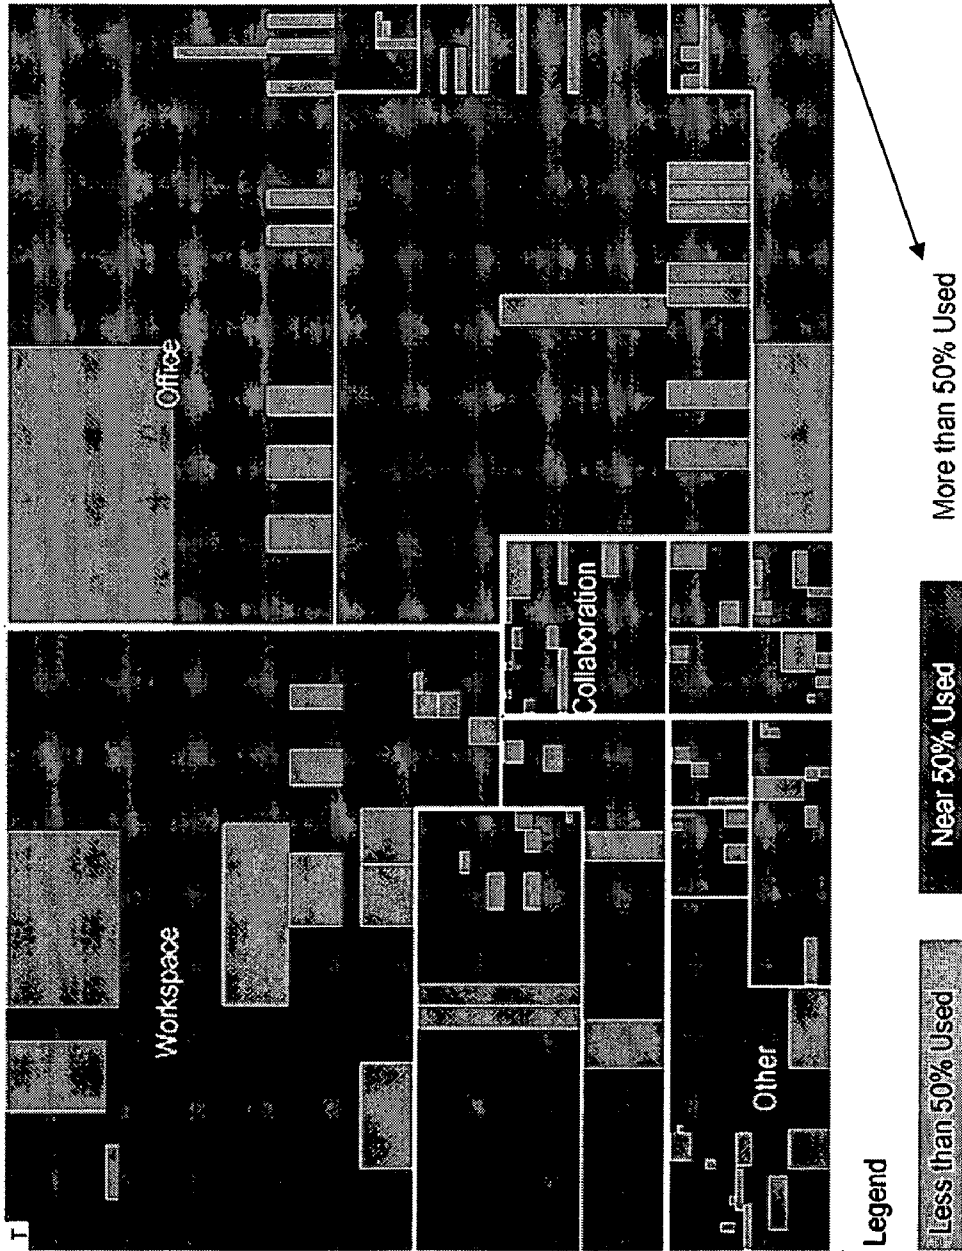 T
Office
Workspace
Collaboration
Other
Legend
Less than 50% Used
Near 50% Used
More than 50% Used